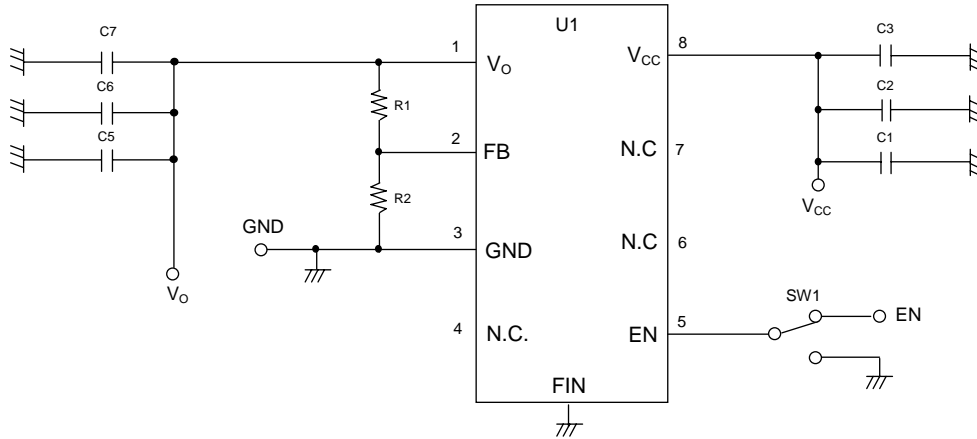 U1
C7
C6
C5
1
VO
R1
2
FB
R2
GND
3
GND
VO
4
N.C.
FIN
8
VCC
C3
C2
C1
VCC
N.C
7
N.C
6
EN
5
SW1
EN